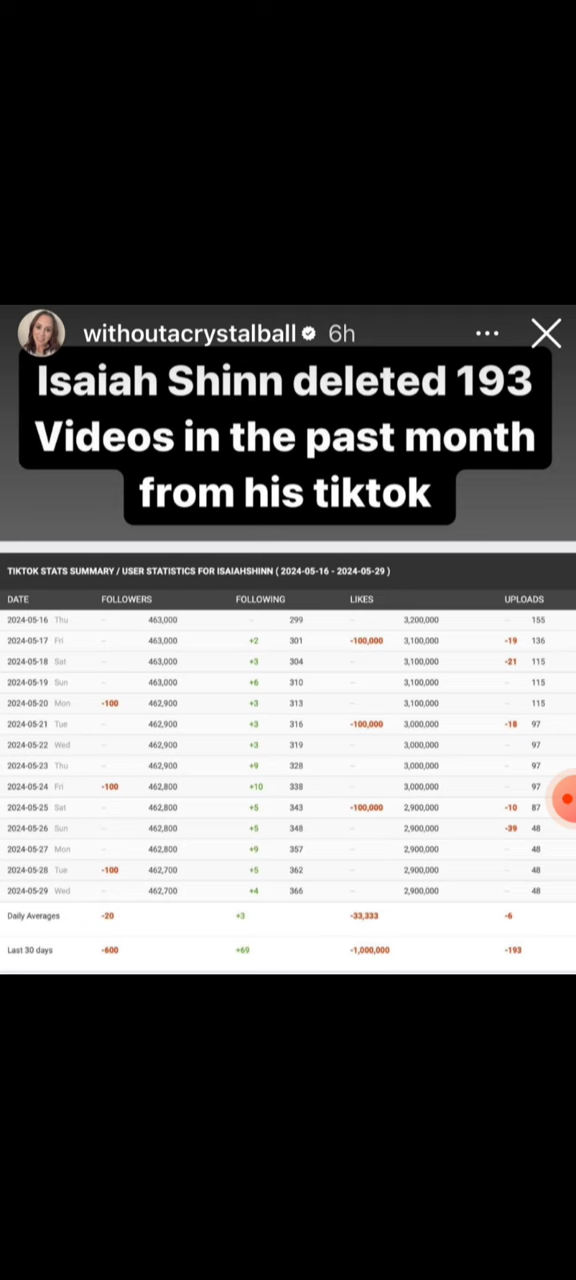 withoutacrystalball 6h
Isaiah Shinn deleted 193
Videos in the past month
from his tiktok
TIKTOK STATS SUMMARY / USER STATISTICS FOR ISAIAHSHINN ( 2024-05-16 - 2024-05-29 )
DATE FOLLOWERS FOLLOWING LIKES UPLOADS
2024-05-16 Thu -- 463,000 -- 299 -- 3,200,000 -- 155
2024-05-17 Fri -- 463,000 +2 301 -100,000 3,100,000 -19 136
2024-05-18 Sat -- 463,000 +3 304 -- 3,100,000 -21 115
2024-05-19 Sun -- 463,000 +6 310 -- 3,100,000 -- 115
2024-05-20 Mon -100 462,900 +3 313 -- 3,100,000 -- 115
2024-05-21 Tue -- 462,900 +3 316 -100,000 3,000,000 -18 97
2024-05-22 Wed -- 462,900 +3 319 -- 3,000,000 -- 97
2024-05-23 Thu -- 462,900 +9 328 -- 3,000,000 -- 97
2024-05-24 Fri -100 462,800 +10 338 -- 3,000,000 -- 97
2024-05-25 Sat -- 462,800 +5 343 -100,000 2,900,000 -10 87
2024-05-26 Sun -- 462,800 +5 348 -- 2,900,000 -39 48
2024-05-27 Mon -- 462,800 +9 357 -- 2,900,000 -- 48
2024-05-28 Tue -100 462,700 +5 362 -- 2,900,000 -- 48
2024-05-29 Wed -- 462,700 +4 366 -- 2,900,000 -- 48
Daily Averages -20 +3 -33,333 -6
Last 30 days -600 +69 -1,000,000 -193